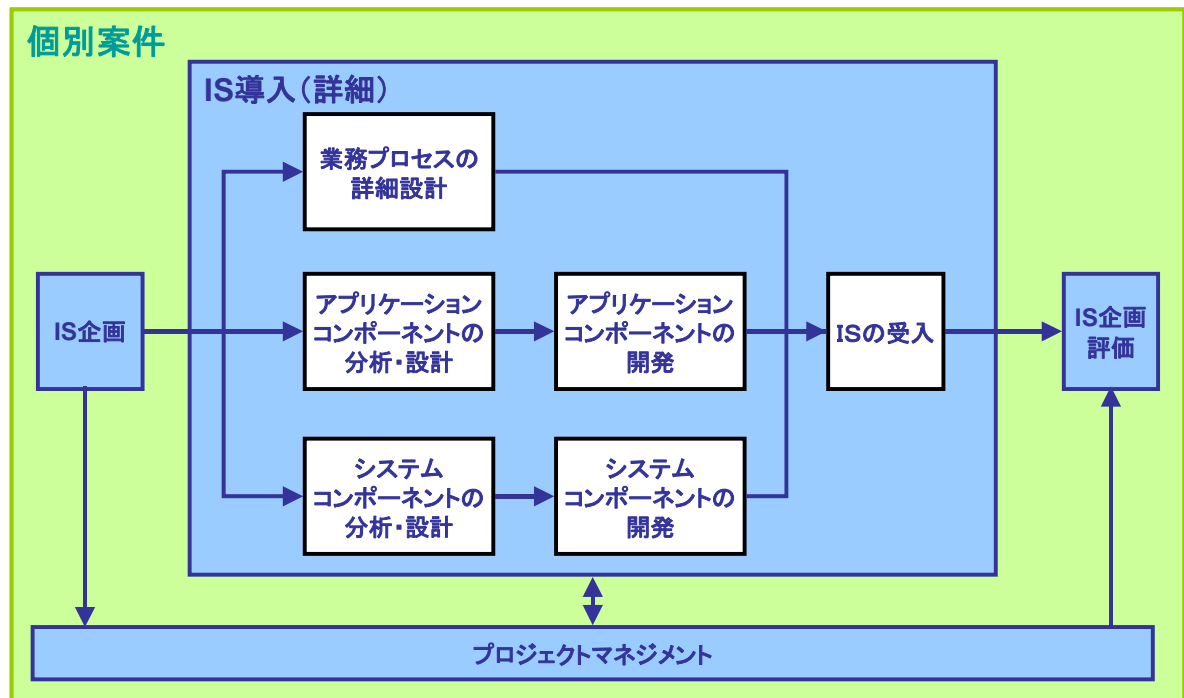 個別案件
IS導入(詳細)
業務プロセスの
詳細設計
IS企画
アプリケーション
コンポーネントの
分析・設計
アプリケーション
コンポーネントの
開発
ISの受入
IS企画
評価
システム
コンポーネントの
分析・設計
システム
コンポーネントの
開発
プロジェクトマネジメント